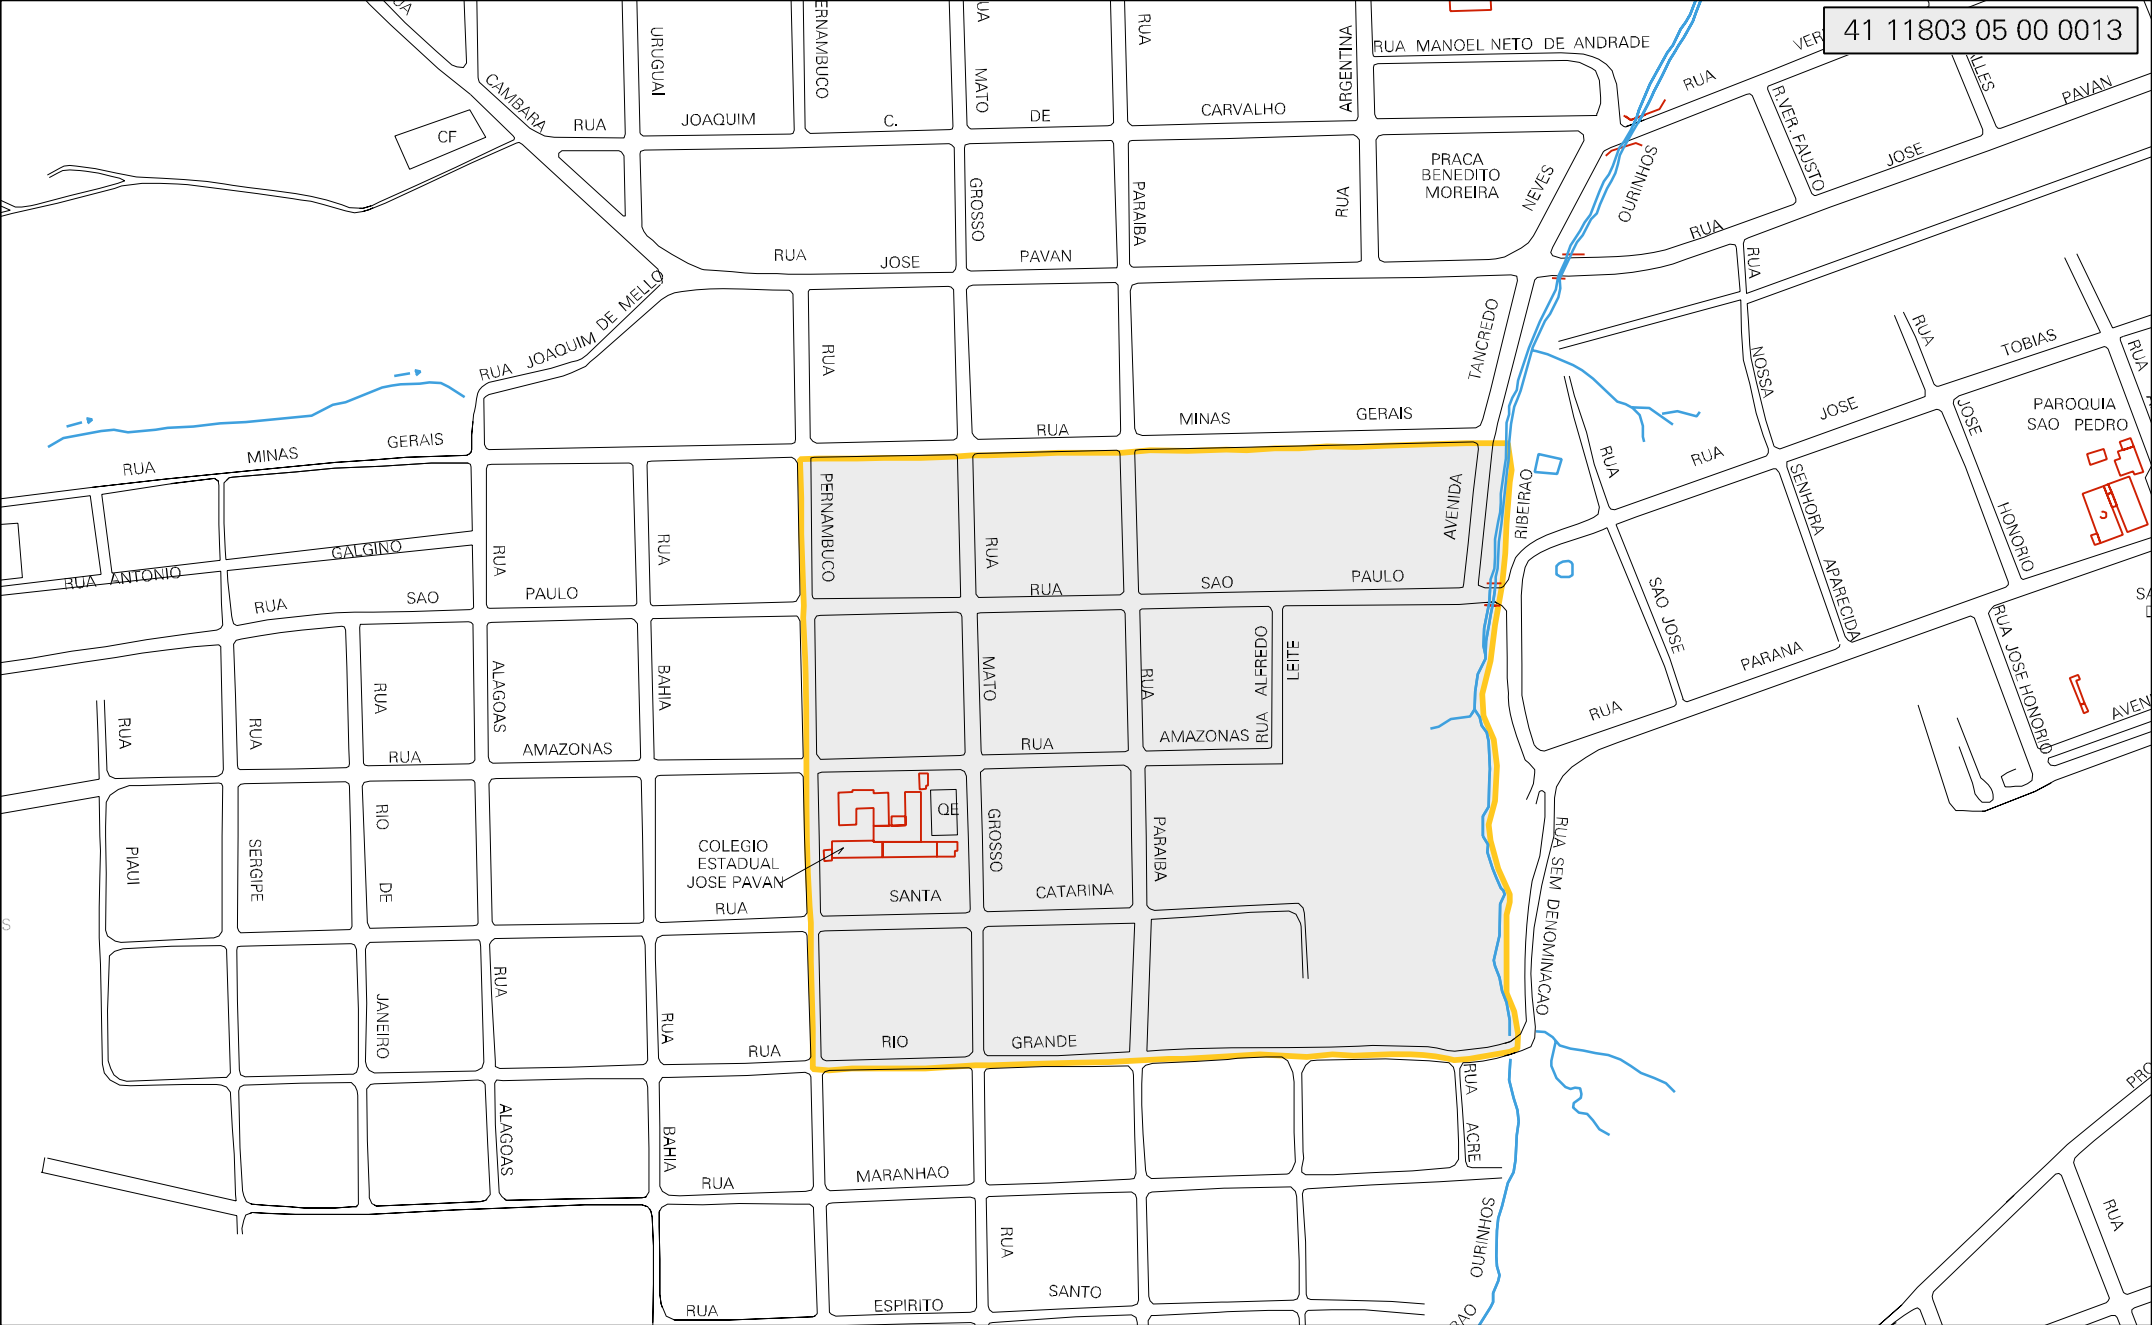 41 11803 05 00 0013
RUA MANOEL NETO DE ANDRADE
RUA
PAVAN
URUGUAI
MATO
RUA
ARGENTINA
CAMBARA
CF
RUA
JOAQUIM
C.
DE
CARVALHO
R.VER. FAUSTO
JOSE
PRACA
BENEDITO
MOREIRA
NEVES
OURINHOS
GROSSO
PARAIBA
RUA
RUA
JOSE
PAVAN
RUA
RUA
RUA JOAQUIM DE MELLO
RUA
TANCREDO
NOSSA
RUA
TOBIAS
RUA
JOSE
JOSE
PAROQUIA
SAO PEDRO
RUA
MINAS
GERAIS
RUA
MINAS
GERAIS
RUA
RUA
PERNAMBUCO
AVENIDA
RIBEIRAO
SENHORA
HONORIO
RUA
RUA
RUA
GALGINO
RUA ANTONIO
RUA
SAO
PAULO
RUA
SAO
PAULO
SAO JOSE
APARECIDA
RUA
ALAGOAS
BAHIA
MATO
RUA
RUA ALFREDO
LEITE
PARANA
RUA
RUA JOSE HONORIO
RUA
RUA
RUA
RUA
AMAZONAS
RUA
AMAZONAS
PIAUI
SERGIPE
RIO
DE
JANEIRO
COLEGIO
ESTADUAL
JOSE PAVAN
QE
GROSSO
PARAIBA
RUA SEM DENOMINACAO
RUA
SANTA
CATARINA
RUA
RUA
RUA
RIO
GRANDE
ALAGOAS
BAHIA
RUA
ACRE
RUA
MARANHAO
RUA
OURINHOS
RUA
RUA
ESPIRITO
SANTO